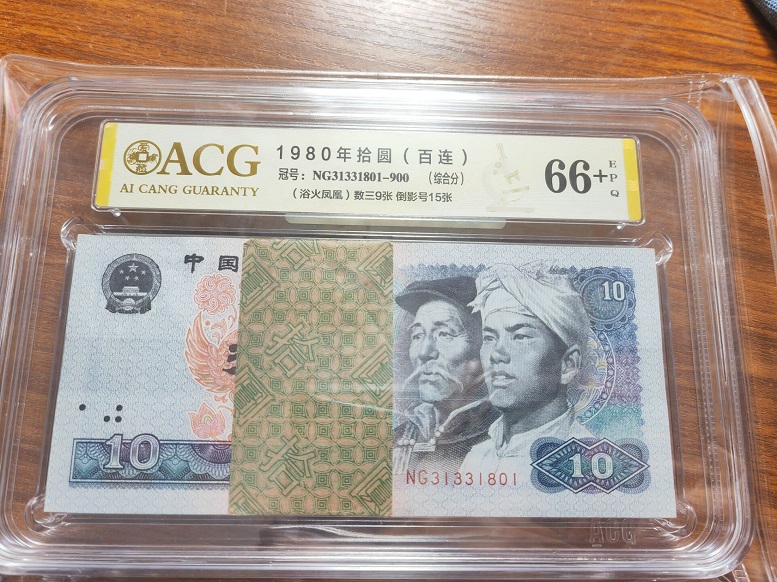 ACG
AI CANG GUARANTY
1980年拾圆（百连）
冠号：NG31331801-900 （综合分）
（浴火凤凰）数三9张 倒影号15张
66+
EPQ
中国
10
10
10
NG31331801
ACG